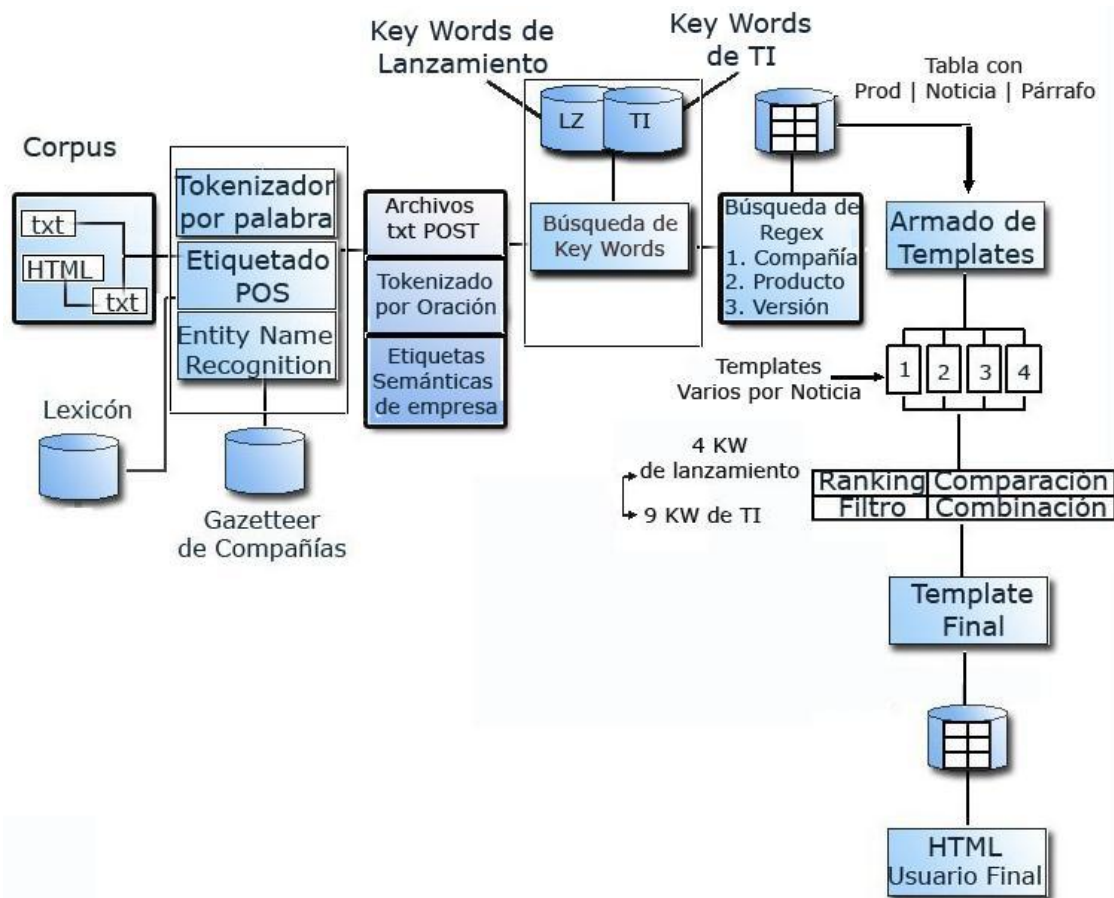 Key Words de
Lanzamiento
Key Words
de TI
LZ
TI
Tabla con
Prod | Noticia | Párrafo
Corpus
txt
HTML
txt
Tokenizador
por palabra
Etiquetado
POS
Entity Name
Recognition
Archivos
txt POST
Tokenizado
por Oración
Etiquetas
Semánticas
de empresa
Búsqueda de
Key Words
Búsqueda de
Regex
1. Compañía
2. Producto
3. Versión
Armado de
Templates
Templates
Varios por Noticia
1
2
3
4
Lexicón
Gazetteer
de Compañías
4 KW
de lanzamiento
9 KW de TI
Ranking
Comparación
Filtro
Combinación
Template
Final
HTML
Usuario Final